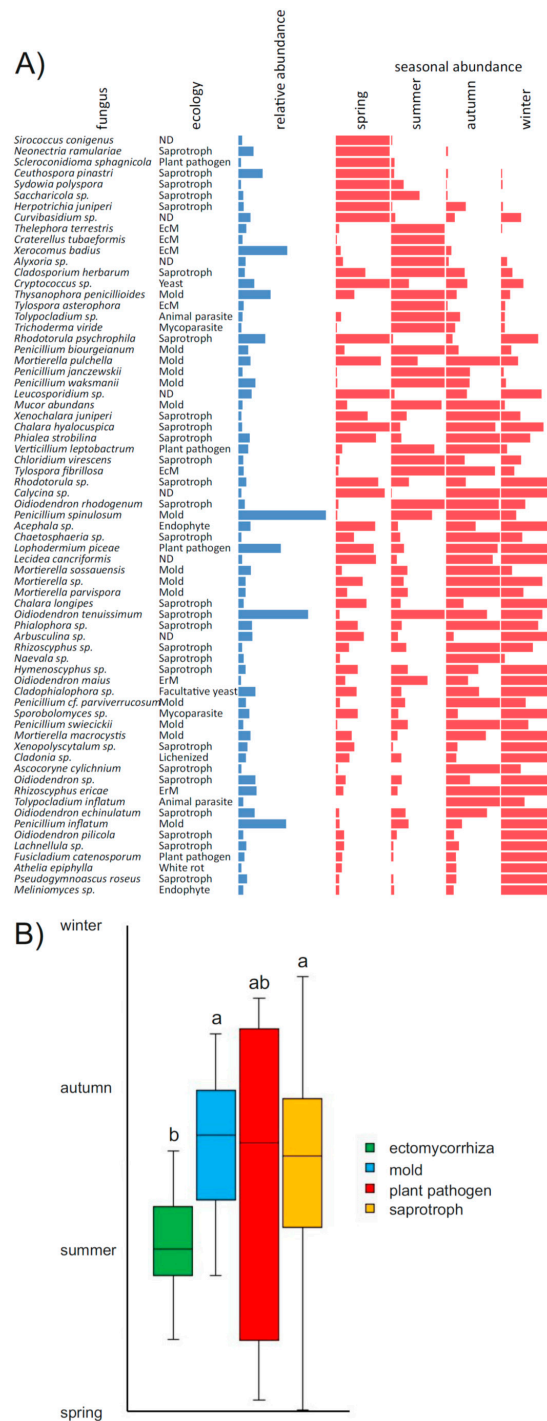 A)
fungus ecology relative abundance seasonal abundance
spring summer autumn winter
Sirococcus conigenus ND
Neonectria ramulariae Saprotroph
Scleroconidioma sphagnicola Plant pathogen
Ceuthospora pinastri Saprotroph
Sydowia polyspora Saprotroph
Saccharicola sp. Saprotroph
Herpotrichia juniperi Saprotroph
Curvibasidium sp. ND
Thelephora terrestris EcM
Craterellus tubaeformis EcM
Xerocomus badius EcM
Alyxoria sp. ND
Cladosporium herbarum Saprotroph
Cryptococcus sp. Yeast
Thysanophora penicillioides Mold
Tylospora asterophora EcM
Tolypocladium sp. Animal parasite
Trichoderma viride Mycoparasite
Rhodotorula psychrophila Saprotroph
Penicillium biourgeianum Mold
Mortierella pulchella Mold
Penicillium janczewskii Mold
Penicillium waksmanii Mold
Leucosporidium sp. ND
Mucor abundans Mold
Xenochalara juniperi Saprotroph
Chalara hyalocuspica Saprotroph
Phialea strobilina Saprotroph
Verticillium leptobactrum Plant pathogen
Chloridium virescens Saprotroph
Tylospora fibrillosa EcM
Rhodotorula sp. Saprotroph
Calycina sp. ND
Oidiodendron rhodogenum Saprotroph
Penicillium spinulosum Mold
Acephala sp. Endophyte
Chaetosphaeria sp. Saprotroph
Lophodermium piceae Plant pathogen
Lecidea cancriformis ND
Mortierella sossauensis Mold
Mortierella sp. Mold
Mortierella parvispora Mold
Chalara longipes Saprotroph
Oidiodendron tenuissimum Saprotroph
Phialophora sp. Saprotroph
Arbusculina sp. ND
Rhizoscyphus sp. Saprotroph
Naevala sp. Saprotroph
Hymenoscyphus sp. Saprotroph
Oidiodendron maius ErM
Cladophialophora sp. Facultative yeast
Penicillium cf. parviverrucosum Mold
Sporobolomyces sp. Mycoparasite
Penicillium swiecickii Mold
Mortierella macrocystis Mold
Xenopolyscytalum sp. Saprotroph
Cladonia sp. Lichenized
Ascocoryne cylichnium Saprotroph
Oidiodendron sp. Saprotroph
Rhizoscyphus ericae ErM
Tolypocladium inflatum Animal parasite
Oidiodendron echinulatum Saprotroph
Penicillium inflatum Mold
Oidiodendron pilicola Saprotroph
Lachnellula sp. Saprotroph
Fusicladium catenosporum Plant pathogen
Athelia epiphylla White rot
Pseudogymnoascus roseus Saprotroph
Meliniomyces sp. Endophyte
B)
winter
autumn
summer
spring
b a ab a
ectomycorrhiza
mold
plant pathogen
saprotroph